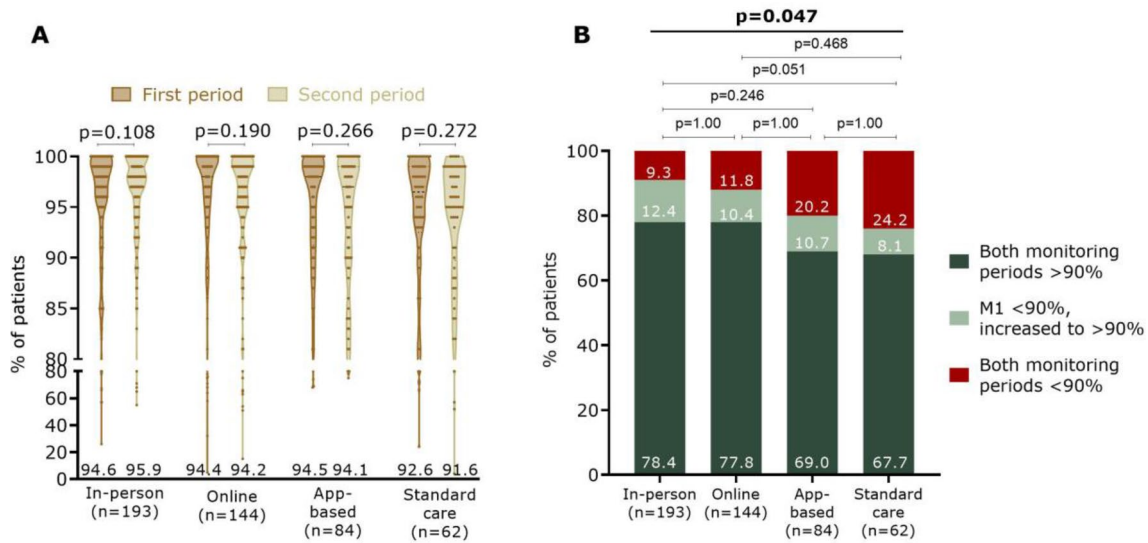 A
First period
Second period
p=0.108
p=0.190
p=0.266
p=0.272
% of patients
100
95
90
85
80
80
60
40
20
0
94.6
95.9
94.4
94.2
94.5
94.1
92.6
91.6
In-person
(n=193)
Online
(n=144)
App-
based
(n=84)
Standard
care
(n=62)
B
p=0.047
p=0.468
p=0.051
p=0.246
p=1.00
p=1.00
p=1.00
% of patients
100
80
60
40
20
0
9.3
11.8
20.2
24.2
12.4
10.4
10.7
8.1
78.4
77.8
69.0
67.7
In-person
(n=193)
Online
(n=144)
App-
based
(n=84)
Standard
care
(n=62)
Both monitoring
periods >90%
M1 <90%,
increased to >90%
Both monitoring
periods <90%